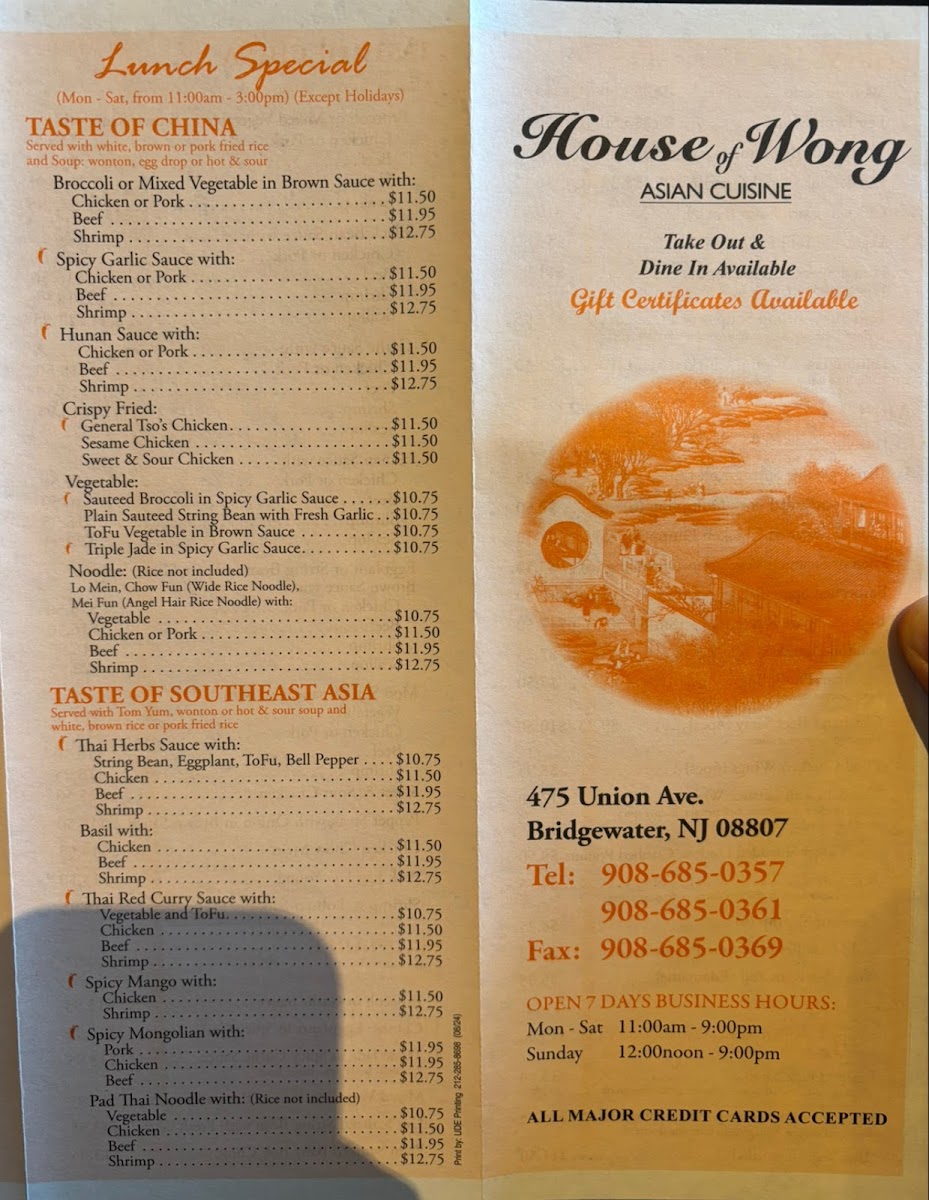 Lunch Special
(Mon - Sat, from 11:00am - 3:00pm) (Except Holidays)
TASTE OF CHINA
Served with white, brown or pork fried rice
and Soup: wonton, egg drop or hot & sour
Broccoli or Mixed Vegetable in Brown Sauce with:
Chicken or Pork . . . . . . . . . . . . . . . . . . . . . . . . $11.50
Beef . . . . . . . . . . . . . . . . . . . . . . . . . . . . . . . . . $11.95
Shrimp . . . . . . . . . . . . . . . . . . . . . . . . . . . . . . . $12.75
Spicy Garlic Sauce with:
Chicken or Pork . . . . . . . . . . . . . . . . . . . . . . . . $11.50
Beef . . . . . . . . . . . . . . . . . . . . . . . . . . . . . . . . . $11.95
Shrimp . . . . . . . . . . . . . . . . . . . . . . . . . . . . . . . $12.75
Hunan Sauce with:
Chicken or Pork . . . . . . . . . . . . . . . . . . . . . . . . $11.50
Beef . . . . . . . . . . . . . . . . . . . . . . . . . . . . . . . . . $11.95
Shrimp . . . . . . . . . . . . . . . . . . . . . . . . . . . . . . . $12.75
Crispy Fried:
General Tso's Chicken. . . . . . . . . . . . . . . . . . . $11.50
Sesame Chicken . . . . . . . . . . . . . . . . . . . . . . . $11.50
Sweet & Sour Chicken . . . . . . . . . . . . . . . . . . $11.50
Vegetable:
Sauteed Broccoli in Spicy Garlic Sauce . . . . . . $10.75
Plain Sauteed String Bean with Fresh Garlic . . $10.75
ToFu Vegetable in Brown Sauce . . . . . . . . . . . $10.75
Triple Jade in Spicy Garlic Sauce. . . . . . . . . . . $10.75
Noodle: (Rice not included)
Lo Mein, Chow Fun (Wide Rice Noodle),
Mei Fun (Angel Hair Rice Noodle) with:
Vegetable . . . . . . . . . . . . . . . . . . . . . . . . . . . . . $10.75
Chicken or Pork . . . . . . . . . . . . . . . . . . . . . . . . $11.50
Beef . . . . . . . . . . . . . . . . . . . . . . . . . . . . . . . . . $11.95
Shrimp . . . . . . . . . . . . . . . . . . . . . . . . . . . . . . . $12.75
TASTE OF SOUTHEAST ASIA
Served with Tom Yum, wonton or hot & sour soup and
white, brown rice or pork fried rice
Thai Herbs Sauce with:
String Bean, Eggplant, ToFu, Bell Pepper . . . . $10.75
Chicken . . . . . . . . . . . . . . . . . . . . . . . . . . . . . . $11.50
Beef . . . . . . . . . . . . . . . . . . . . . . . . . . . . . . . . . $11.95
Shrimp . . . . . . . . . . . . . . . . . . . . . . . . . . . . . . . $12.75
Basil with:
Chicken . . . . . . . . . . . . . . . . . . . . . . . . . . . . . . $11.50
Beef . . . . . . . . . . . . . . . . . . . . . . . . . . . . . . . . . $11.95
Shrimp . . . . . . . . . . . . . . . . . . . . . . . . . . . . . . . $12.75
Thai Red Curry Sauce with:
Vegetable and ToFu. . . . . . . . . . . . . . . . . . . . . $10.75
Chicken . . . . . . . . . . . . . . . . . . . . . . . . . . . . . . $11.50
Beef . . . . . . . . . . . . . . . . . . . . . . . . . . . . . . . . . $11.95
Shrimp . . . . . . . . . . . . . . . . . . . . . . . . . . . . . . . $12.75
Spicy Mango with:
Chicken . . . . . . . . . . . . . . . . . . . . . . . . . . . . . . $11.50
Shrimp . . . . . . . . . . . . . . . . . . . . . . . . . . . . . . . $12.75
Spicy Mongolian with:
Pork . . . . . . . . . . . . . . . . . . . . . . . . . . . . . . . . . $11.95
Chicken . . . . . . . . . . . . . . . . . . . . . . . . . . . . . . $11.95
Beef . . . . . . . . . . . . . . . . . . . . . . . . . . . . . . . . . $12.75
Pad Thai Noodle with: (Rice not included)
Vegetable . . . . . . . . . . . . . . . . . . . . . . . . . . . . . $10.75
Chicken . . . . . . . . . . . . . . . . . . . . . . . . . . . . . . $11.50
Beef . . . . . . . . . . . . . . . . . . . . . . . . . . . . . . . . . $11.95
Shrimp . . . . . . . . . . . . . . . . . . . . . . . . . . . . . . . $12.75
Print by: UDE Printing 212-265-8698 (06/24)
House of Wong
ASIAN CUISINE
Take Out &
Dine In Available
Gift Certificates Available
475 Union Ave.
Bridgewater, NJ 08807
Tel: 908-685-0357
908-685-0361
Fax: 908-685-0369
OPEN 7 DAYS BUSINESS HOURS:
Mon - Sat 11:00am - 9:00pm
Sunday 12:00noon - 9:00pm
ALL MAJOR CREDIT CARDS ACCEPTED